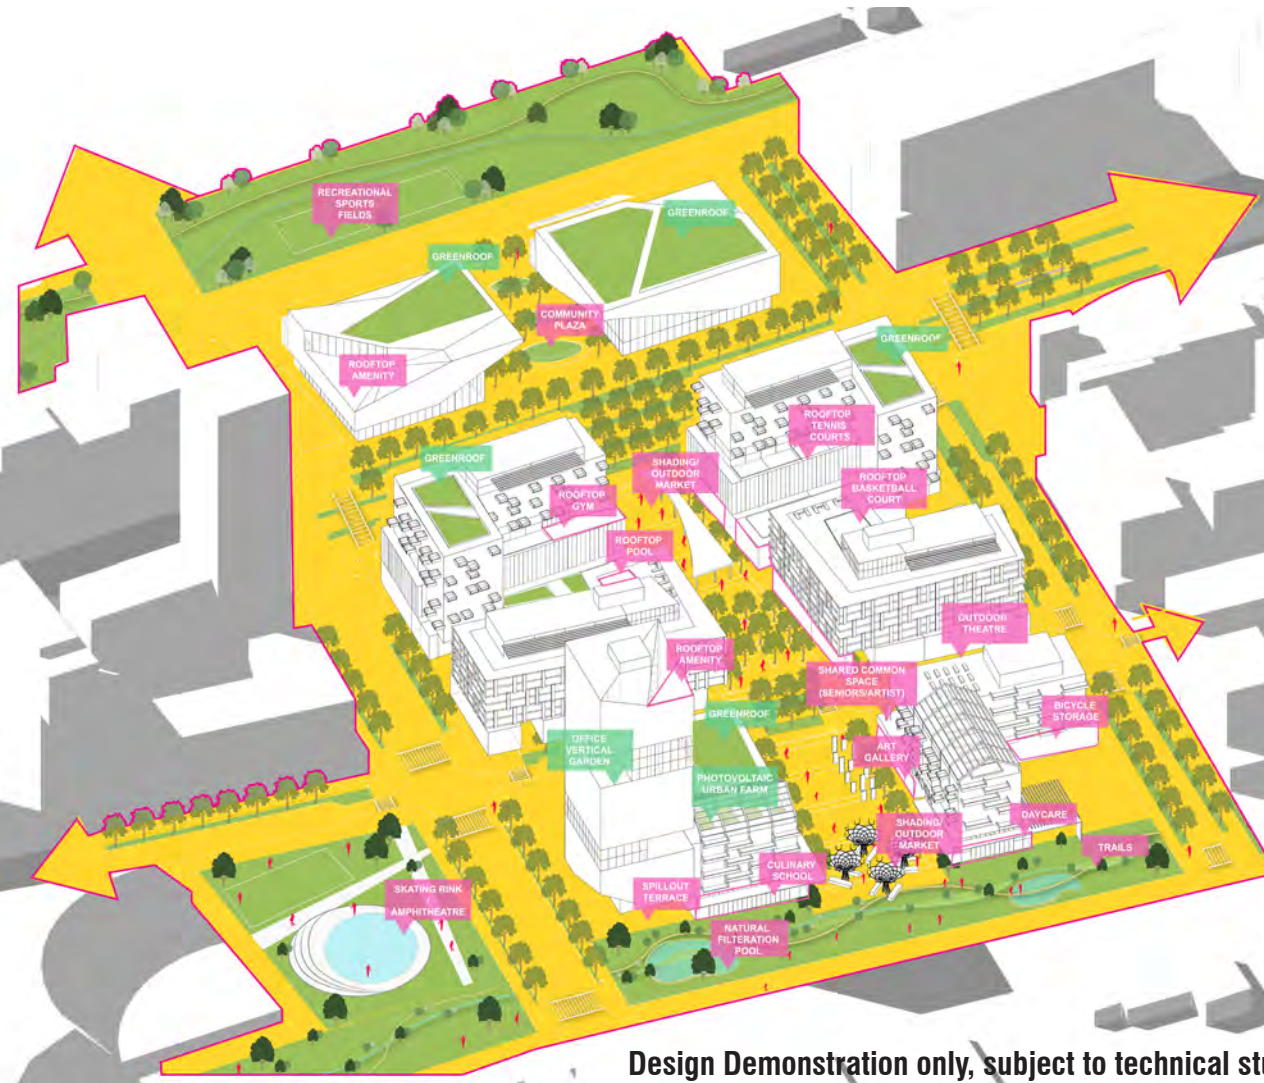 RECREATIONAL
SPORTS
FIELDS
GREENROOF
GREENROOF
COMMUNITY
PLAZA
GREENROOF
ROOFTOP
AMENITY
ROOFTOP
TENNIS
COURTS
GREENROOF
SHADING/
OUTDOOR
MARKET
ROOFTOP
BASKETBALL
COURT
ROOFTOP
GYM
ROOFTOP
POOL
OUTDOOR
THEATRE
ROOFTOP
AMENITY
SHARED COMMON
SPACE
(SENIORS/ARTIST)
BICYCLE
STORAGE
GREENROOF
OFFICE
VERTICAL
GARDEN
ART
GALLERY
PHOTOVOLTAIC
URBAN FARM
SHADING/
OUTDOOR
MARKET
DAYCARE
TRAILS
CULINARY
SCHOOL
SKATING RINK
AMPHITHEATRE
SPILLOUT
TERRACE
NATURAL
FILTERATION
POOL
Design Demonstration only, subject to technical